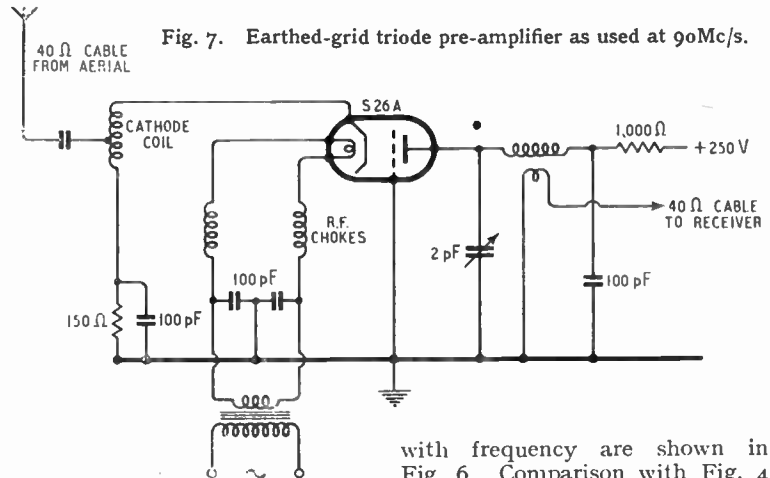 Fig. 7. Earthed-grid triode pre-amplifier as used at 90Mc/s.
40 Ω CABLE
FROM AERIAL
CATHODE
COIL
S26A
1,000Ω
+250 V
40 Ω CABLE
TO RECEIVER
R.F.
CHOKES
2 pF
100 pF
100 pF
150Ω
100 pF
with frequency are shown in
Fig. 6. Comparison with Fig. 4